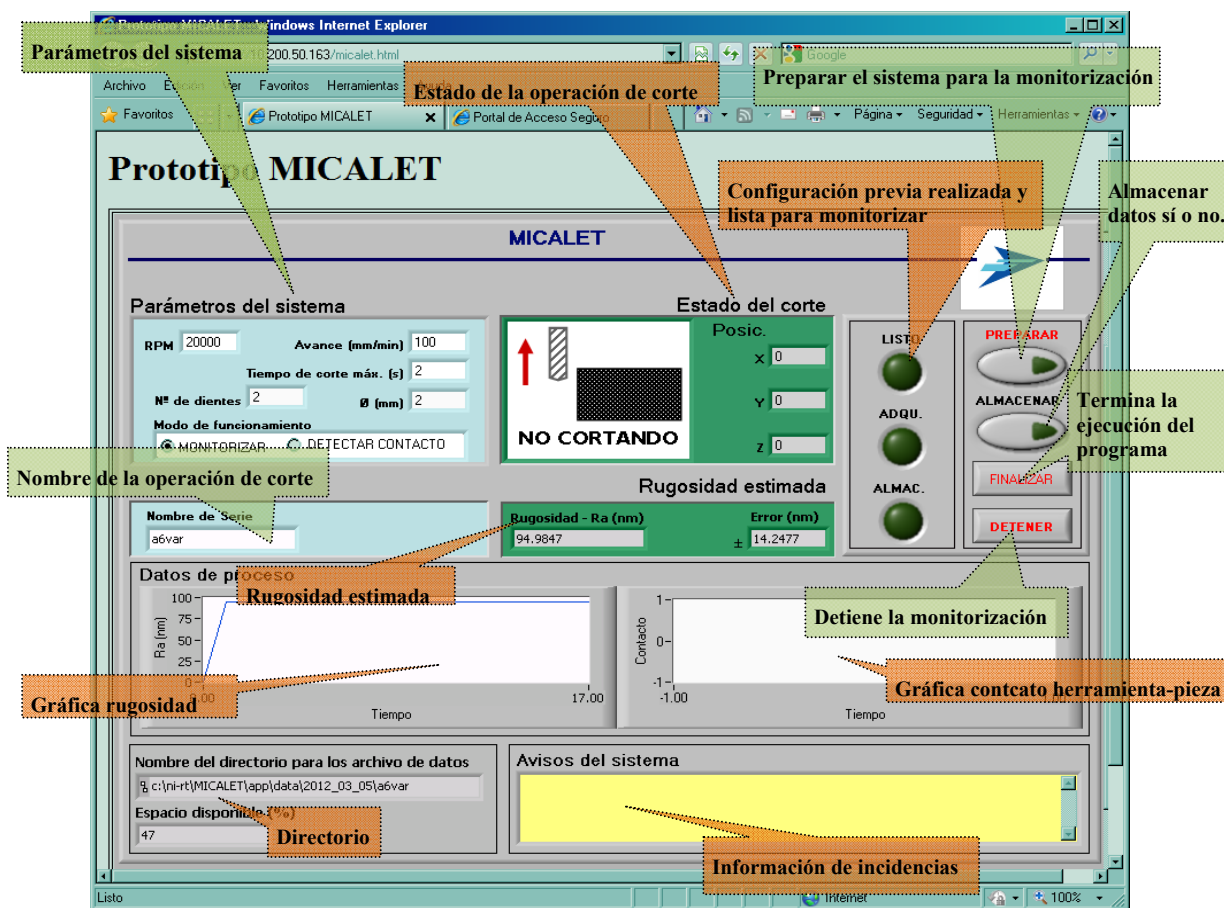 Prototipo MICALET - Windows Internet Explorer
Parámetros del sistema
200.50.163/micalet.html
Google
Preparar el sistema para la monitorización
Archivo Edición Ver Favoritos Herramientas Ayuda
Estado de la operación de corte
Favoritos
Prototipo MICALET
Portal de Acceso Seguro
Página
Seguridad
Herramientas
Prototipo MICALET
Configuración previa realizada y
lista para monitorizar
Almacenar
datos sí o no.
MICALET
Parámetros del sistema
RPM 20000
Avance (mm/min) 100
Tiempo de corte máx. (s) 2
Nº de dientes 2
Ø (mm) 2
Modo de funcionamiento
MONITORIZAR
DETECTAR CONTACTO
Estado del corte
Posic.
X 0
Y 0
Z 0
NO CORTANDO
LISTO
ADQU.
ALMAC.
PREPARAR
ALMACENAR
FINALIZAR
DETENER
Termina la
ejecución del
programa
Nombre de la operación de corte
Nombre de Serie
a6var
Rugosidad estimada
Rugosidad - Ra (nm)
94.9847
Error (nm)
± 14.2477
Rugosidad estimada
Detiene la monitorización
Datos de proceso
Ra (nm)
100
75
50
25
0
0.00
17.00
Tiempo
Gráfica rugosidad
Contacto
1
0
-1
-1.00
1.00
Tiempo
Gráfica contcato herramienta-pieza
Nombre del directorio para los archivo de datos
c:\ni-rt\MICALET\app\data\2012_03_05\a6var
Espacio disponible (%)
47
Directorio
Avisos del sistema
Información de incidencias
Listo
Internet
100%